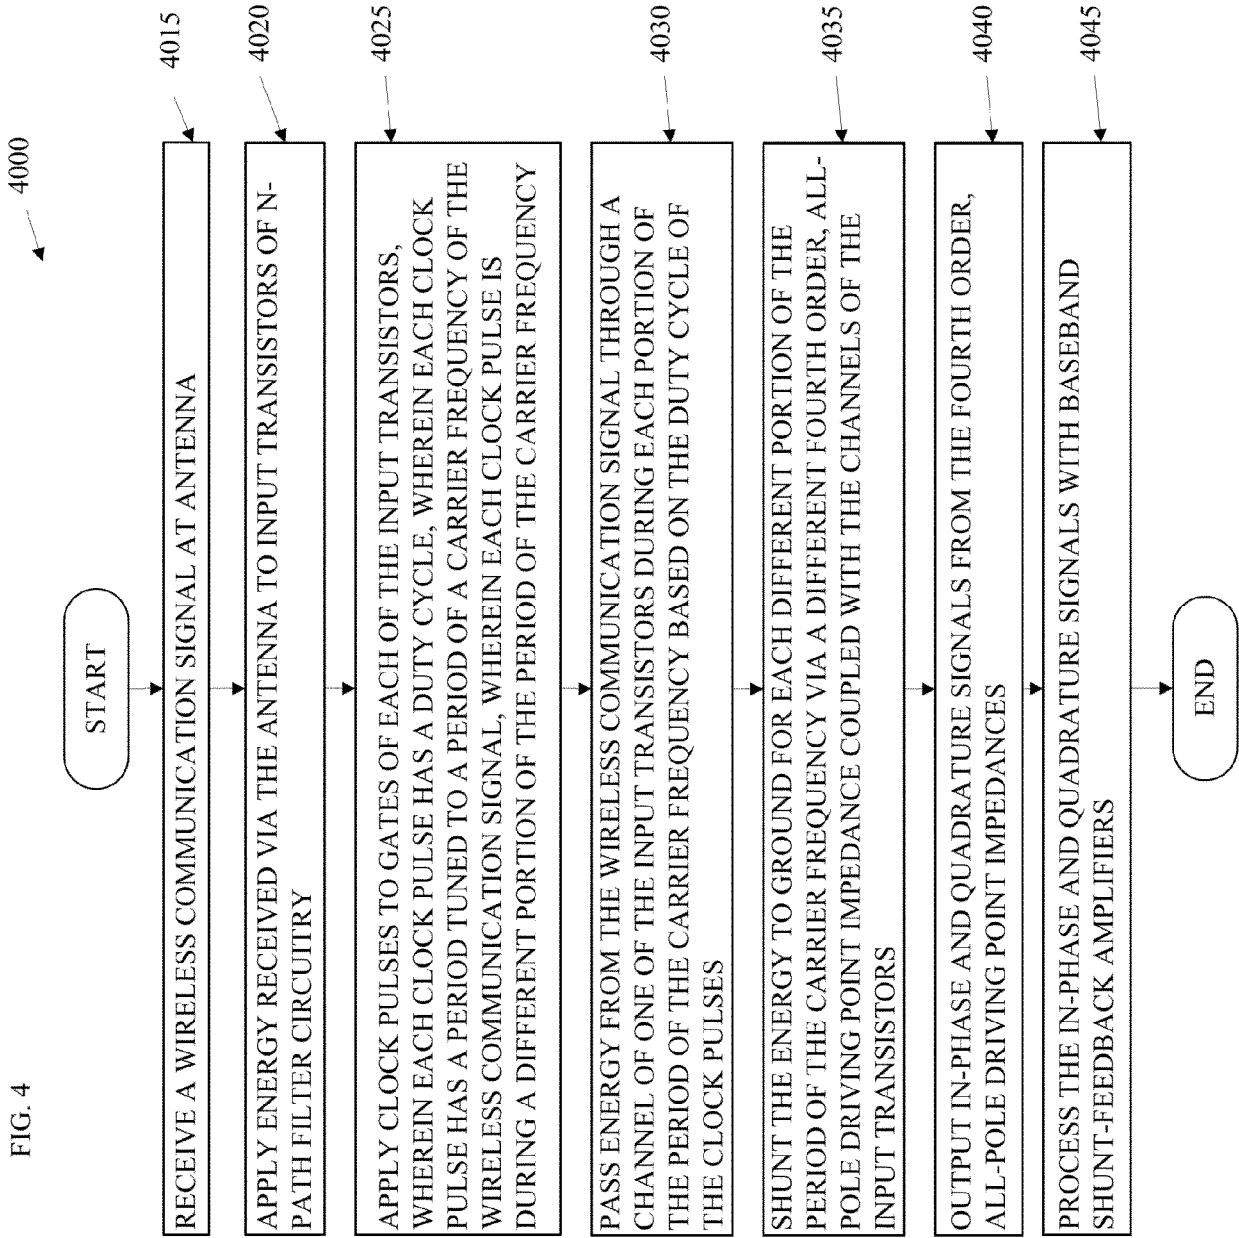 FIG. 4
4000
START
RECEIVE A WIRELESS COMMUNICATION SIGNAL AT ANTENNA
4015
APPLY ENERGY RECEIVED VIA THE ANTENNA TO INPUT TRANSISTORS OF N-
PATH FILTER CIRCUITRY
4020
APPLY CLOCK PULSES TO GATES OF EACH OF THE INPUT TRANSISTORS,
WHEREIN EACH CLOCK PULSE HAS A DUTY CYCLE, WHEREIN EACH CLOCK
PULSE HAS A PERIOD TUNED TO A PERIOD OF A CARRIER FREQUENCY OF THE
WIRELESS COMMUNICATION SIGNAL, WHEREIN EACH CLOCK PULSE IS
DURING A DIFFERENT PORTION OF THE PERIOD OF THE CARRIER FREQUENCY
4025
PASS ENERGY FROM THE WIRELESS COMMUNICATION SIGNAL THROUGH A
CHANNEL OF ONE OF THE INPUT TRANSISTORS DURING EACH PORTION OF
THE PERIOD OF THE CARRIER FREQUENCY BASED ON THE DUTY CYCLE OF
THE CLOCK PULSES
4030
SHUNT THE ENERGY TO GROUND FOR EACH DIFFERENT PORTION OF THE
PERIOD OF THE CARRIER FREQUENCY VIA A DIFFERENT FOURTH ORDER, ALL-
POLE DRIVING POINT IMPEDANCE COUPLED WITH THE CHANNELS OF THE
INPUT TRANSISTORS
4035
OUTPUT IN-PHASE AND QUADRATURE SIGNALS FROM THE FOURTH ORDER,
ALL-POLE DRIVING POINT IMPEDANCES
4040
PROCESS THE IN-PHASE AND QUADRATURE SIGNALS WITH BASEBAND
SHUNT-FEEDBACK AMPLIFIERS
4045
END